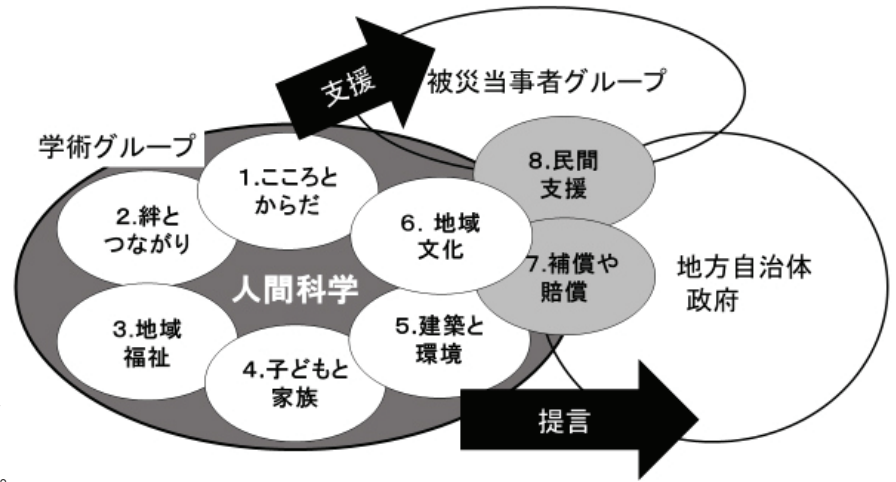 支援
被災当事者グループ
学術グループ
1.こころと
からだ
8.民間
支援
2.絆と
つながり
6. 地域
文化
7.補償や
賠償
地方自治体
政府
人間科学
3.地域
福祉
5.建築と
環境
4.子どもと
家族
提言
。